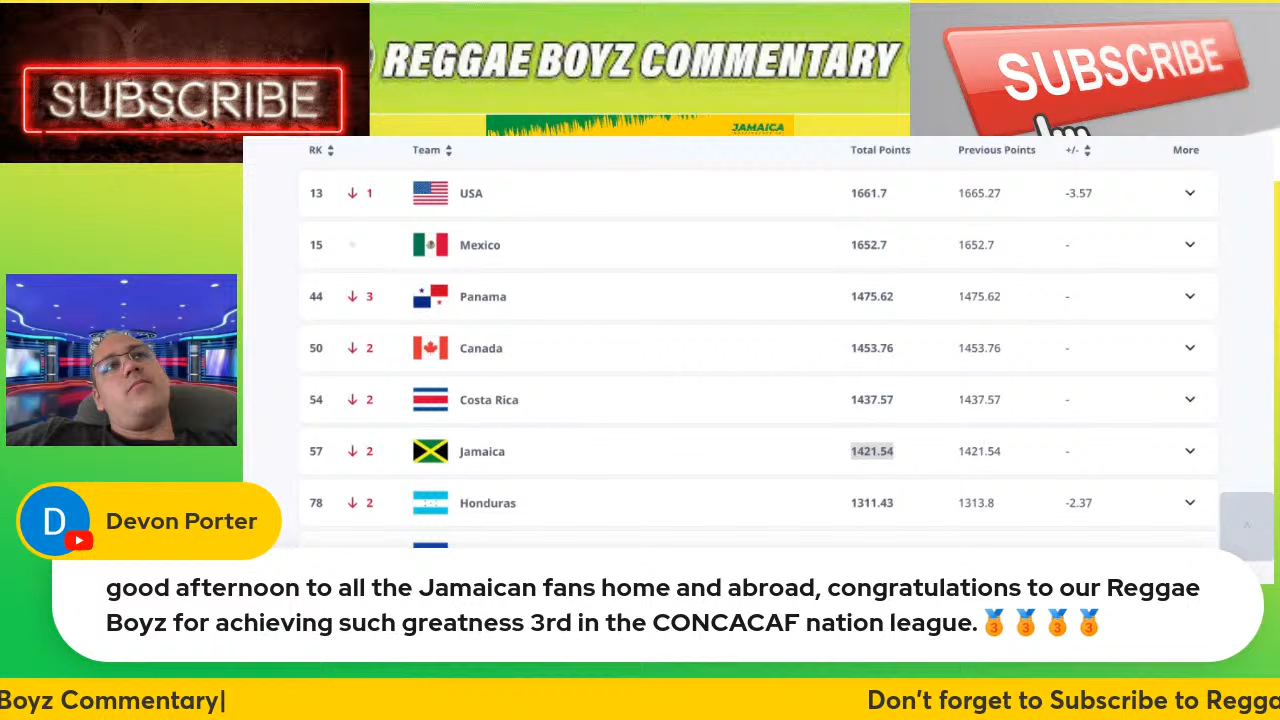 SUBSCRIBE
REGGAE BOYZ COMMENTARY
SUBSCRIBE
JAMAICA
RK Team Total Points Previous Points +/- More
13 ↓ 1 USA 1661.7 1665.27 -3.57
15 Mexico 1652.7 1652.7 -
44 ↓ 3 Panama 1475.62 1475.62 -
50 ↓ 2 Canada 1453.76 1453.76 -
54 ↓ 2 Costa Rica 1437.57 1437.57 -
57 ↓ 2 Jamaica 1421.54 1421.54 -
78 ↓ 2 Honduras 1311.43 1313.8 -2.37
D Devon Porter
good afternoon to all the Jamaican fans home and abroad, congratulations to our Reggae
Boyz for achieving such greatness 3rd in the CONCACAF nation league.🥉🥉🥉🥉
Boyz Commentary| Don't forget to Subscribe to Regga